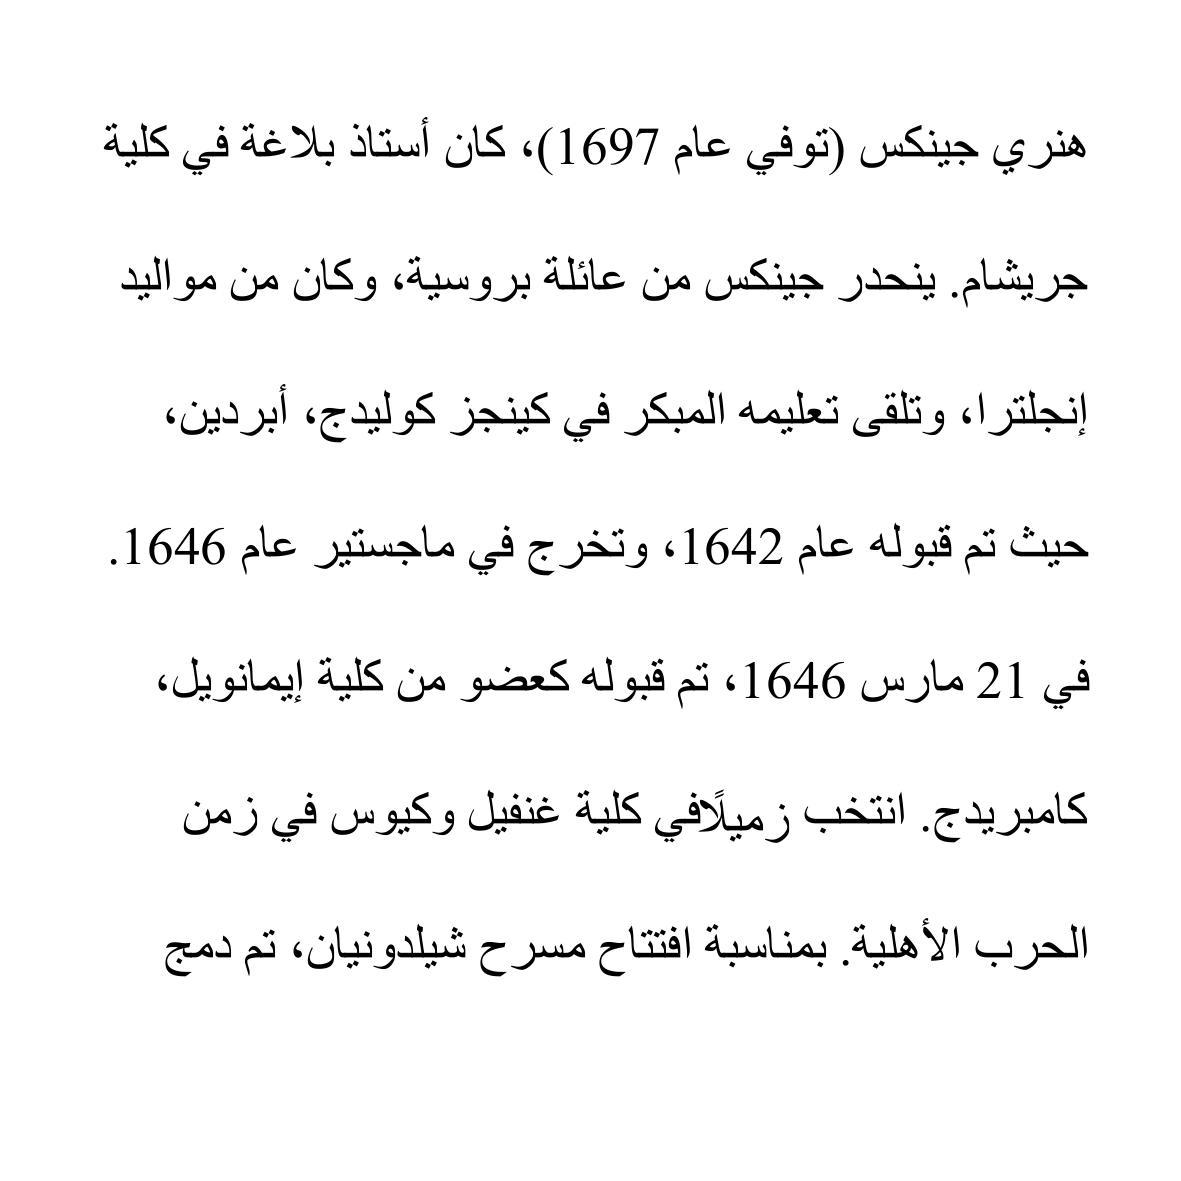 هنري جينكس (توفي عام 1697)، كان أستاذ بلاغة في كلية
جريشام. ينحدر جينكس من عائلة بروسية، وكان من مواليد
إنجلترا، وتلقى تعليمه المبكر في كينجز كوليدج، أبردين،
حيث تم قبوله عام 1642، وتخرج في ماجستير عام 1646.
في 21 مارس 1646، تم قبوله كعضو من كلية إيمانويل،
كامبريدج. انتخب زميلًافي كلية غنفيل وكيوس في زمن
الحرب الأهلية. بمناسبة افتتاح مسرح شيلدونيان، تم دمج